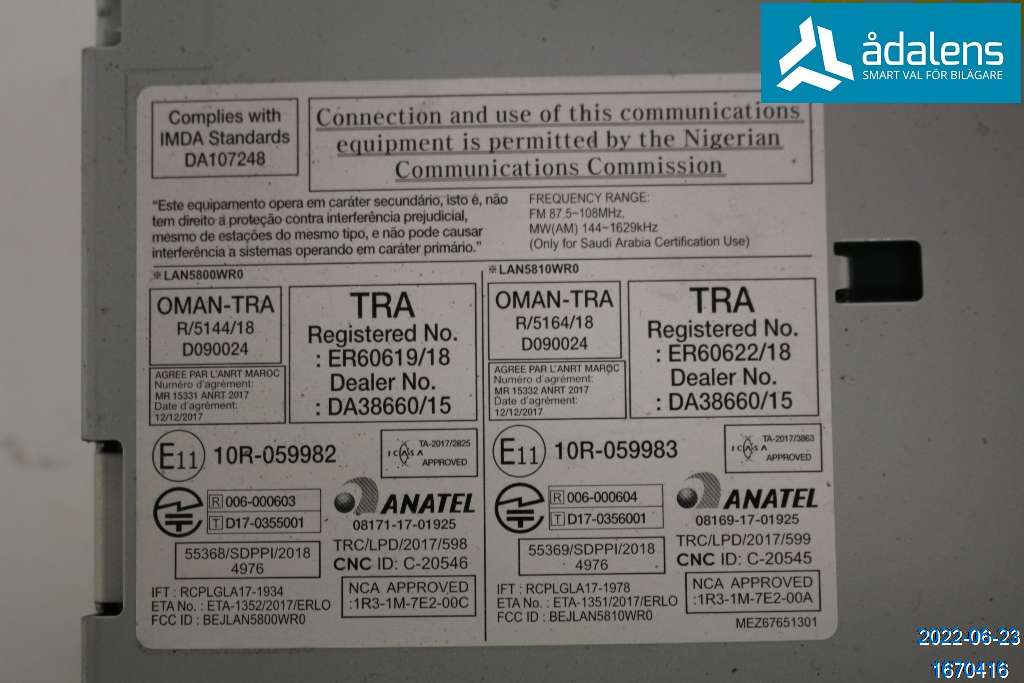 ådalens
SMART VAL FÖR BILÄGARE
Complies with
IMDA Standards
DA107248
Connection and use of this communications
equipment is permitted by the Nigerian
Communications Commission
"Este equipamento opera em caráter secundário, isto é, não
tem direito a proteção contra interferência prejudicial,
mesmo de estações do mesmo tipo, e não pode causar
interferência a sistemas operando em caráter primário."
FREQUENCY RANGE:
FM 87.5~108MHz,
MW(AM) 144~1629kHz
(Only for Saudi Arabia Certification Use)
※LAN5800WR0
OMAN-TRA
R/5144/18
D090024
TRA
Registered No.
: ER60619/18
Dealer No.
: DA38660/15
AGREE PAR L'ANRT MAROC
Numéro d'agrément:
MR 15331 ANRT 2017
Date d'agrément:
12/12/2017
E11
10R-059982
ICASA
TA-2017/2825
APPROVED
R 006-000603
T D17-0355001
ANATEL
08171-17-01925
55368/SDPPI/2018
4976
TRC/LPD/2017/598
CNC ID: C-20546
IFT : RCPLGLA17-1934
ETA No. : ETA-1352/2017/ERLO
FCC ID : BEJLAN5800WR0
NCA APPROVED
:1R3-1M-7E2-00C
※LAN5810WR0
OMAN-TRA
R/5164/18
D090024
TRA
Registered No.
: ER60622/18
Dealer No.
: DA38660/15
AGREE PAR L'ANRT MAROC
Numéro d'agrément:
MR 15332 ANRT 2017
Date d'agrément:
12/12/2017
E11
10R-059983
ICASA
TA-2017/3863
APPROVED
R 006-000604
T D17-0356001
ANATEL
08169-17-01925
55369/SDPPI/2018
4976
TRC/LPD/2017/599
CNC ID: C-20545
IFT : RCPLGLA17-1978
ETA No. : ETA-1351/2017/ERLO
FCC ID : BEJLAN5810WR0
NCA APPROVED
:1R3-1M-7E2-00A
MEZ67651301
2022-06-23
1670416